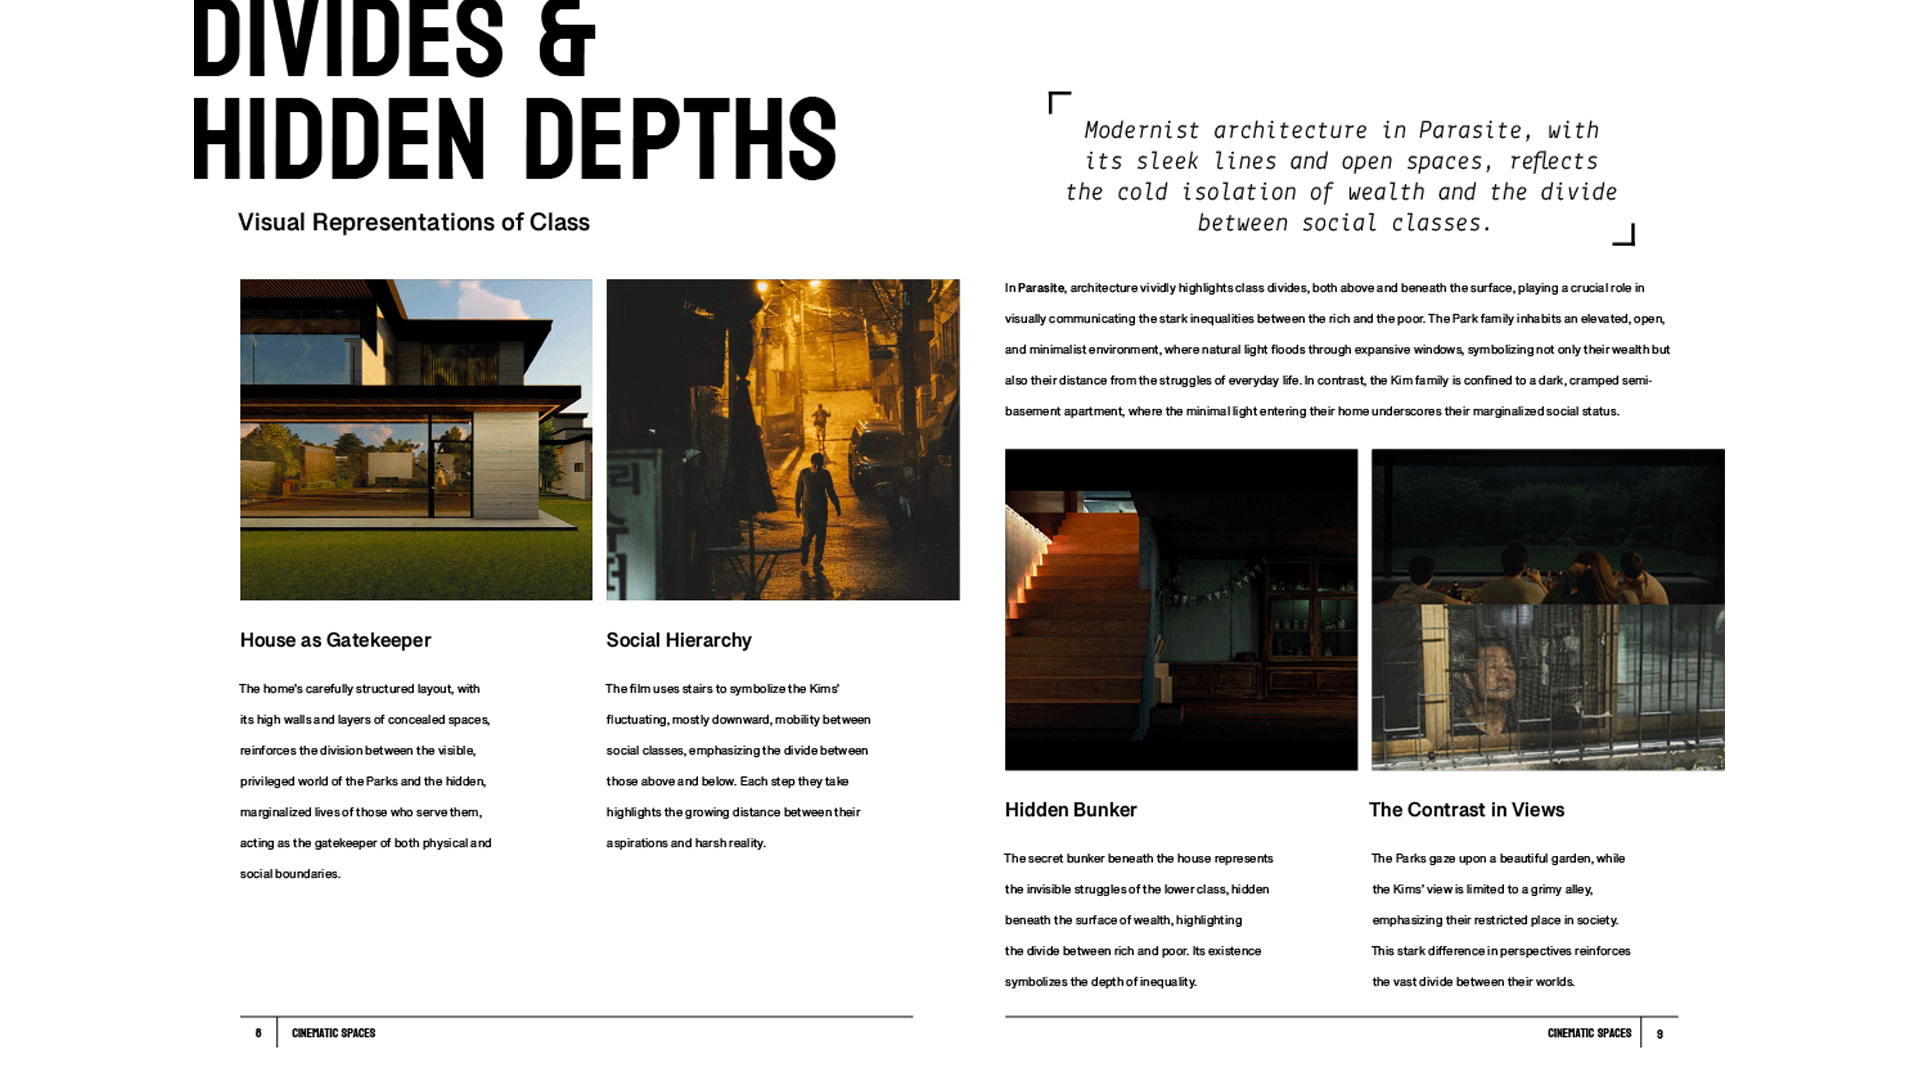 DIVIDES &
HIDDEN DEPTHS
Visual Representations of Class
House as Gatekeeper
The home's carefully structured layout, with
its high walls and layers of concealed spaces,
reinforces the division between the visible,
privileged world of the Parks and the hidden,
marginalized lives of those who serve them,
acting as the gatekeeper of both physical and
social boundaries.
Social Hierarchy
The film uses stairs to symbolize the Kims'
fluctuating, mostly downward, mobility between
social classes, emphasizing the divide between
those above and below. Each step they take
highlights the growing distance between their
aspirations and harsh reality.
8
CINEMATIC SPACES
Modernist architecture in Parasite, with
its sleek lines and open spaces, reflects
the cold isolation of wealth and the divide
between social classes.
In Parasite, architecture vividly highlights class divides, both above and beneath the surface, playing a crucial role in
visually communicating the stark inequalities between the rich and the poor. The Park family inhabits an elevated, open,
and minimalist environment, where natural light floods through expansive windows, symbolizing not only their wealth but
also their distance from the struggles of everyday life. In contrast, the Kim family is confined to a dark, cramped semi-
basement apartment, where the minimal light entering their home underscores their marginalized social status.
Hidden Bunker
The secret bunker beneath the house represents
the invisible struggles of the lower class, hidden
beneath the surface of wealth, highlighting
the divide between rich and poor. Its existence
symbolizes the depth of inequality.
The Contrast in Views
The Parks gaze upon a beautiful garden, while
the Kims' view is limited to a grimy alley,
emphasizing their restricted place in society.
This stark difference in perspectives reinforces
the vast divide between their worlds.
CINEMATIC SPACES
9